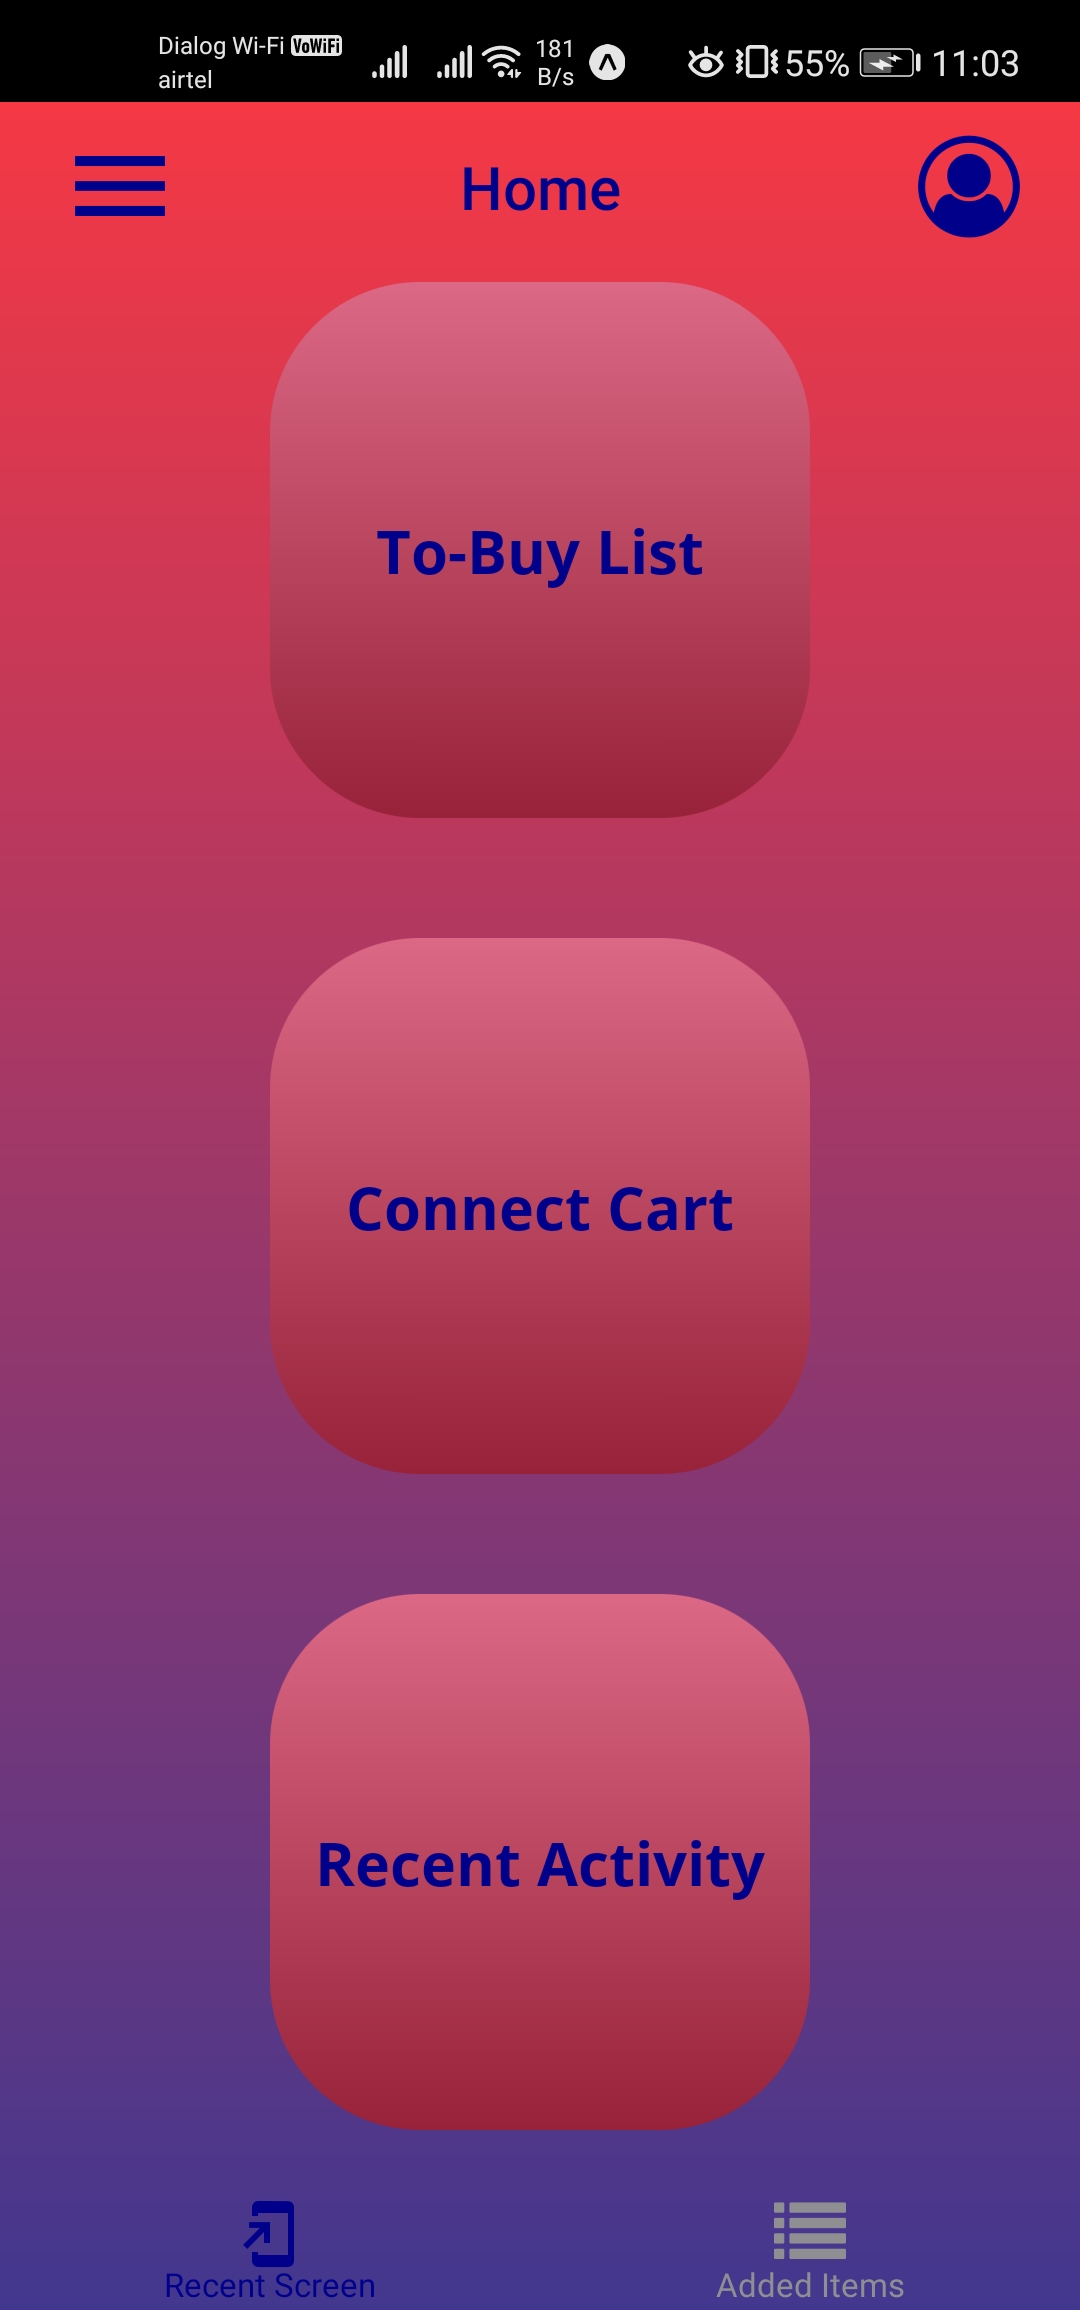 Dialog Wi-Fi VoWiFi
airtel
181
B/s
55%
11:03
Home
To-Buy List
Connect Cart
Recent Activity
Recent Screen
Added Items